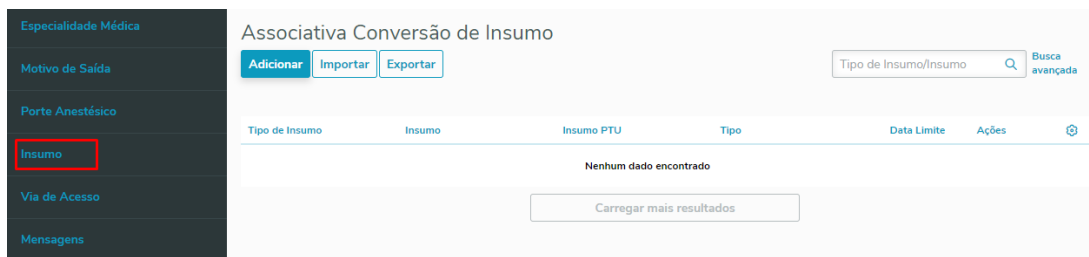 Especialidade Médica
Motivo de Saída
Porte Anestésico
Insumo
Via de Acesso
Mensagens
Associativa Conversão de Insumo
Adicionar Importar Exportar
Tipo de Insumo/Insumo
Busca
avançada
Tipo de Insumo Insumo Insumo PTU Tipo Data Limite Ações
Nenhum dado encontrado
Carregar mais resultados